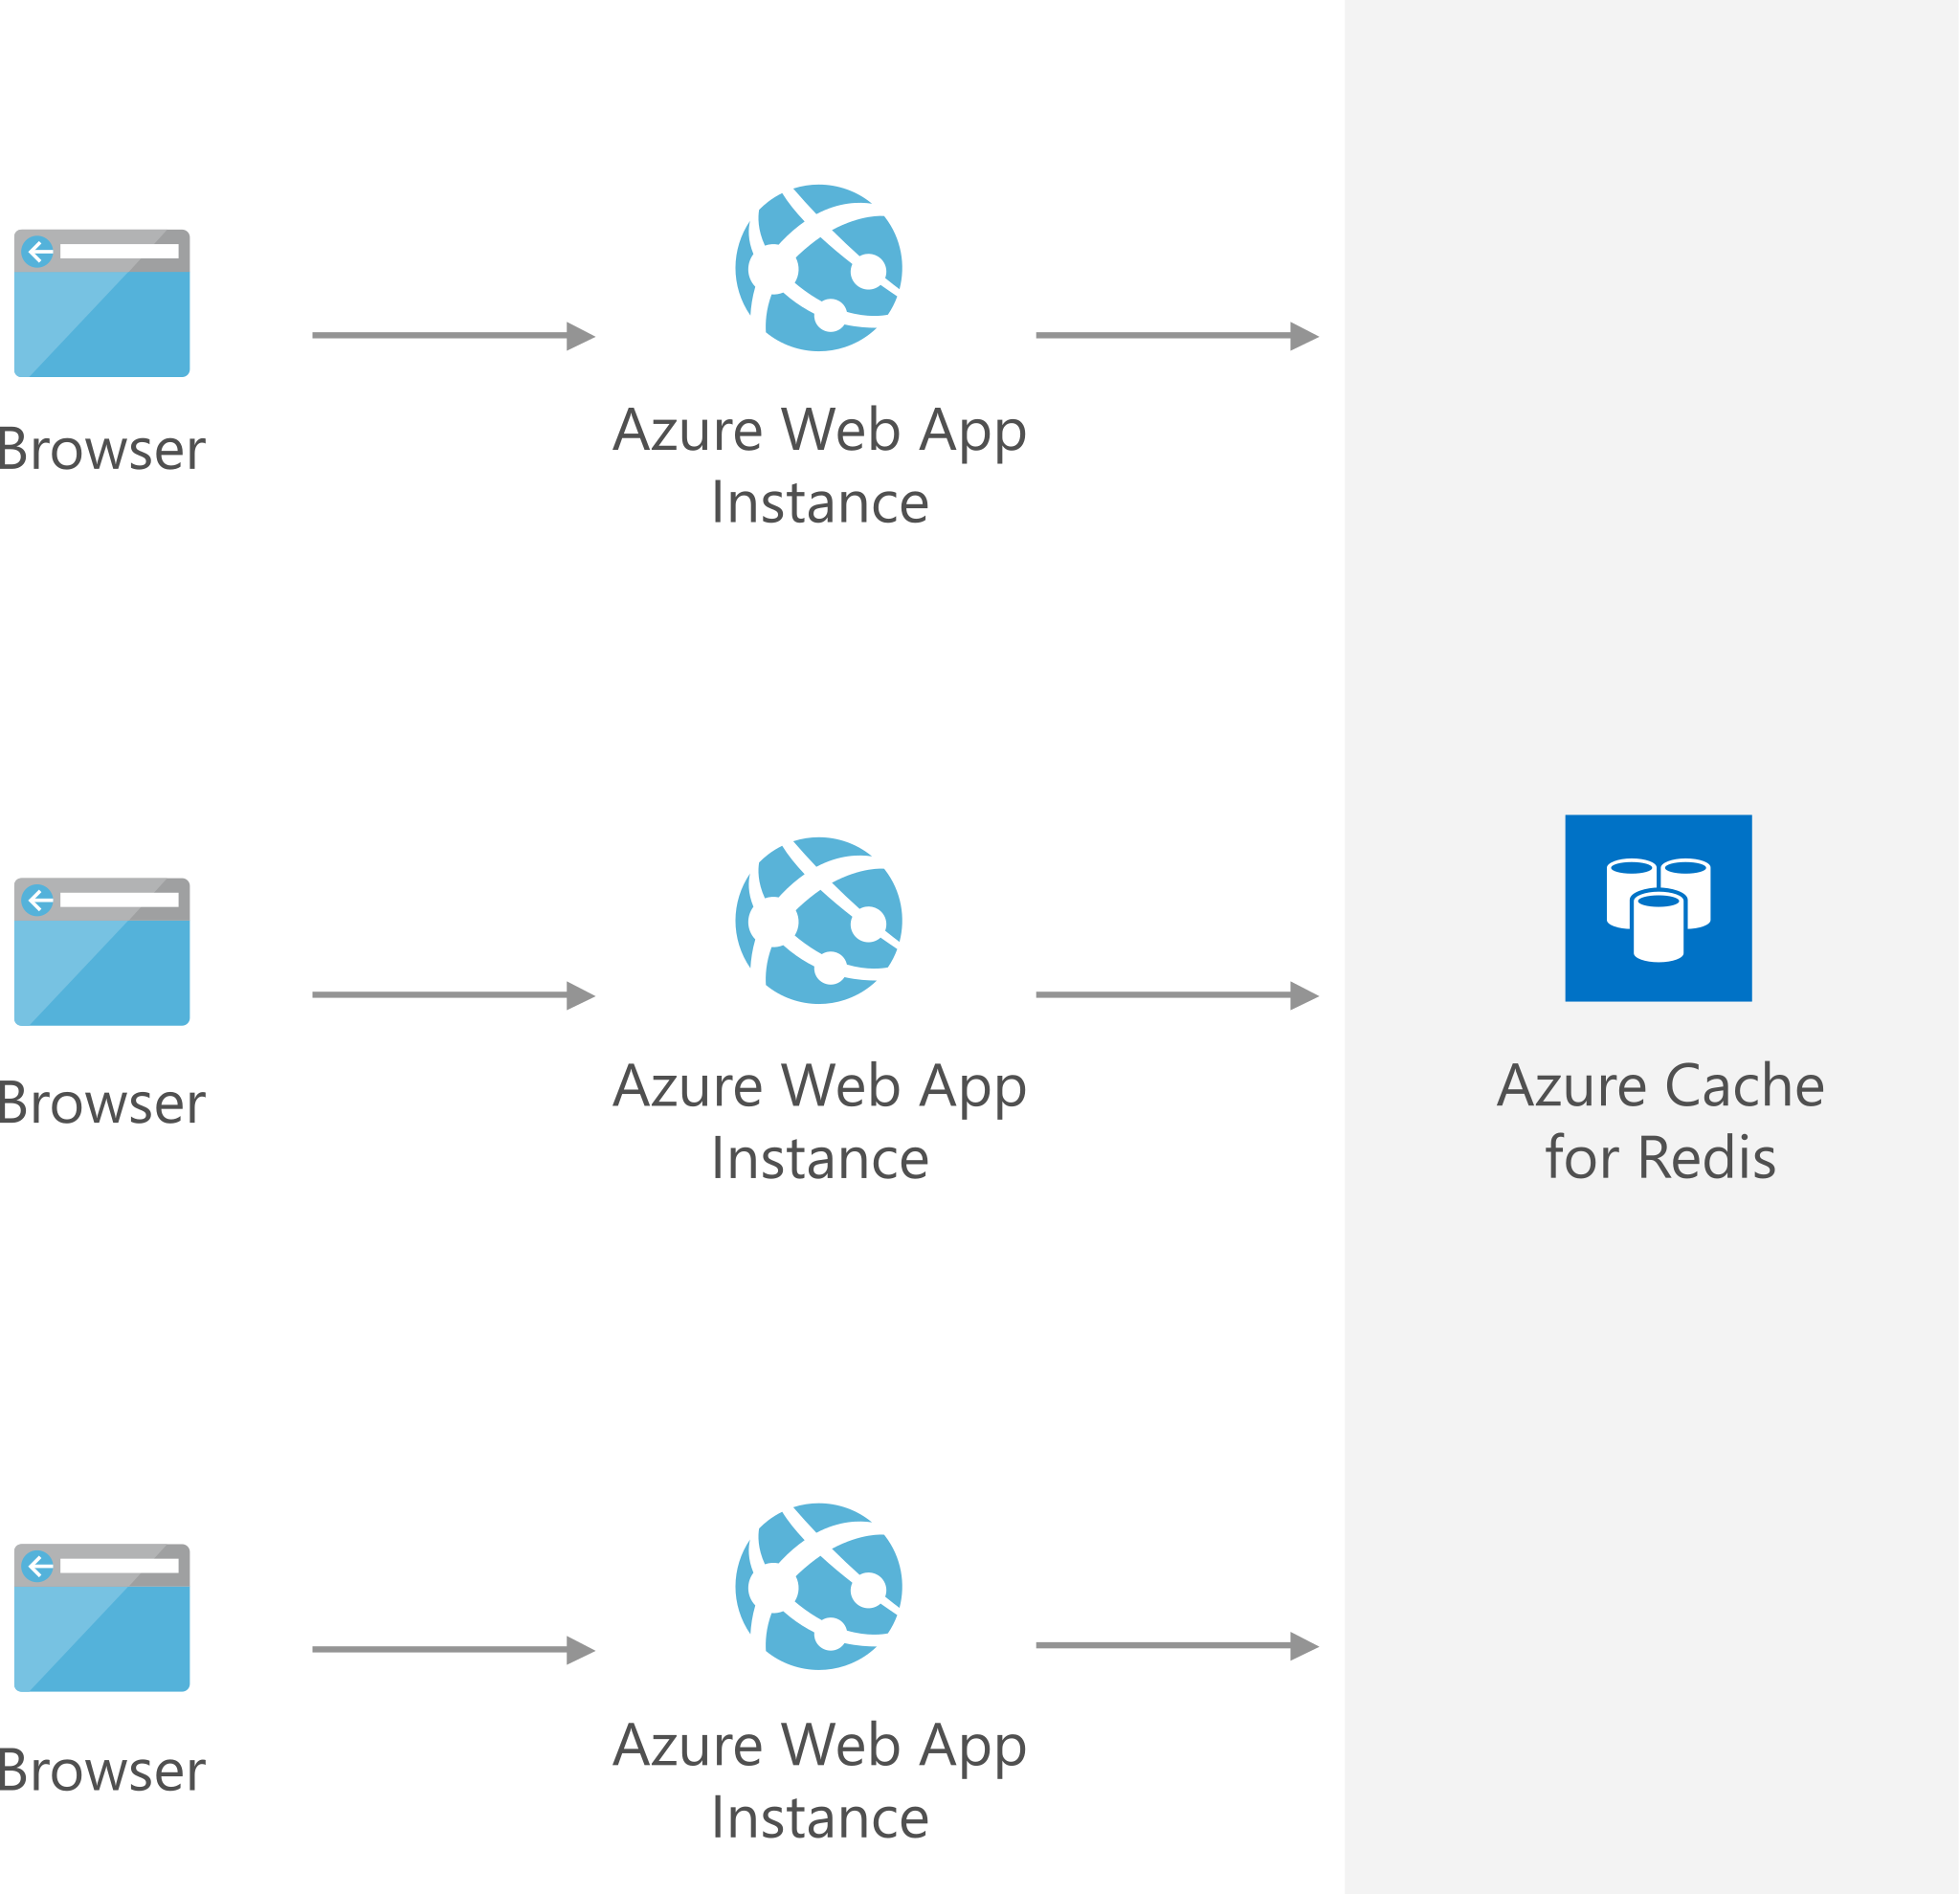 Browser
Azure Web App
Instance
Browser
Azure Web App
Instance
Azure Cache
for Redis
Browser
Azure Web App
Instance